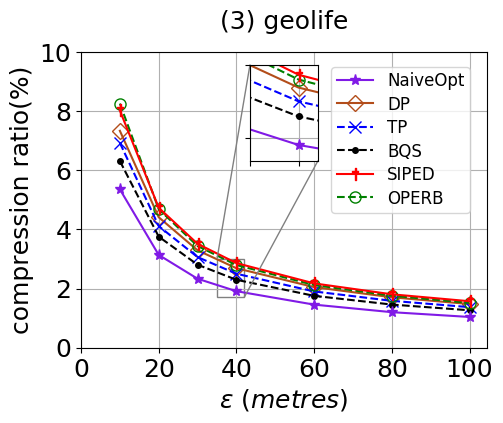 (3) geolife
compression ratio(%)
10
8
6
4
2
0
0 20 40 60 80 100
ε (metres)
NaiveOpt
DP
TP
BQS
SIPED
OPERB